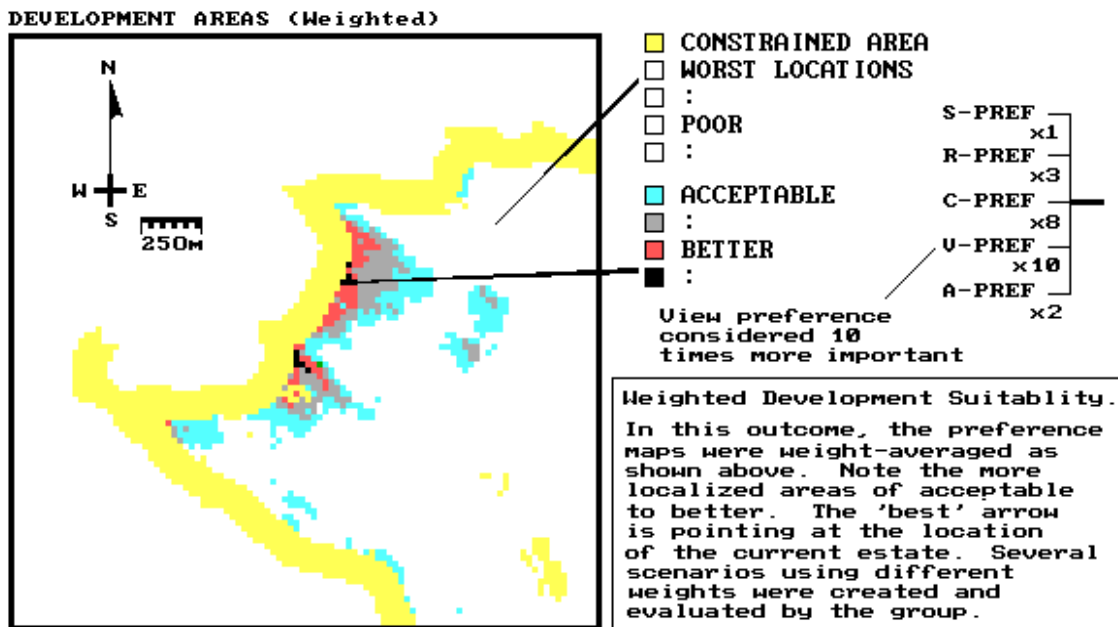 DEVELOPMENT AREAS (Weighted)
N
W E
S
250M
CONSTRAINED AREA
WORST LOCATIONS
:
POOR
:
ACCEPTABLE
BETTER
:
S-PREF
x1
R-PREF
x3
C-PREF
x8
V-PREF
x10
A-PREF
x2
View preference
considered 10
times more important
Weighted Development Suitablity.
In this outcome, the preference
maps were weight-averaged as
shown above. Note the more
localized areas of acceptable
to better. The 'best' arrow
is pointing at the location
of the current estate. Several
scenarios using different
weights were created and
evaluated by the group.